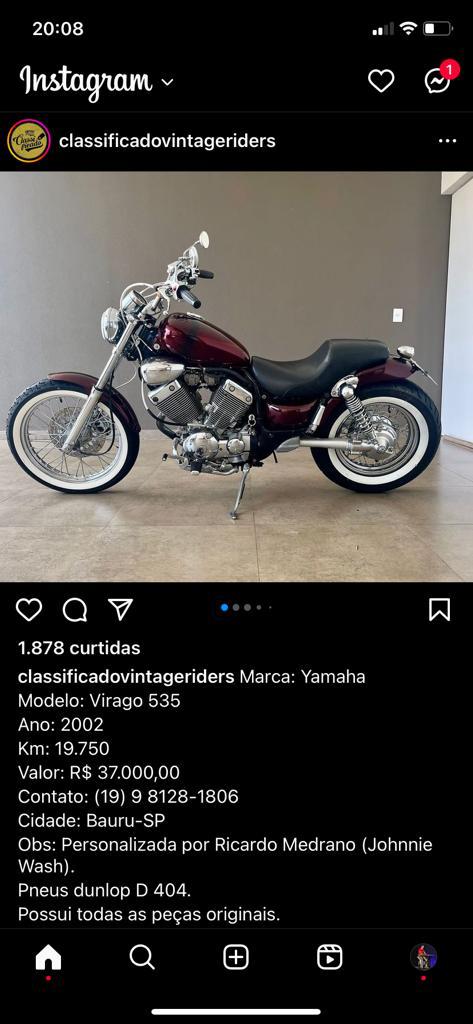 20:08
Instagram
1
classificadovintageriders
1.878 curtidas
classificadovintageriders Marca: Yamaha
Modelo: Virago 535
Ano: 2002
Km: 19.750
Valor: R$ 37.000,00
Contato: (19) 9 8128-1806
Cidade: Bauru-SP
Obs: Personalizada por Ricardo Medrano (Johnnie
Wash).
Pneus dunlop D 404.
Possui todas as peças originais.